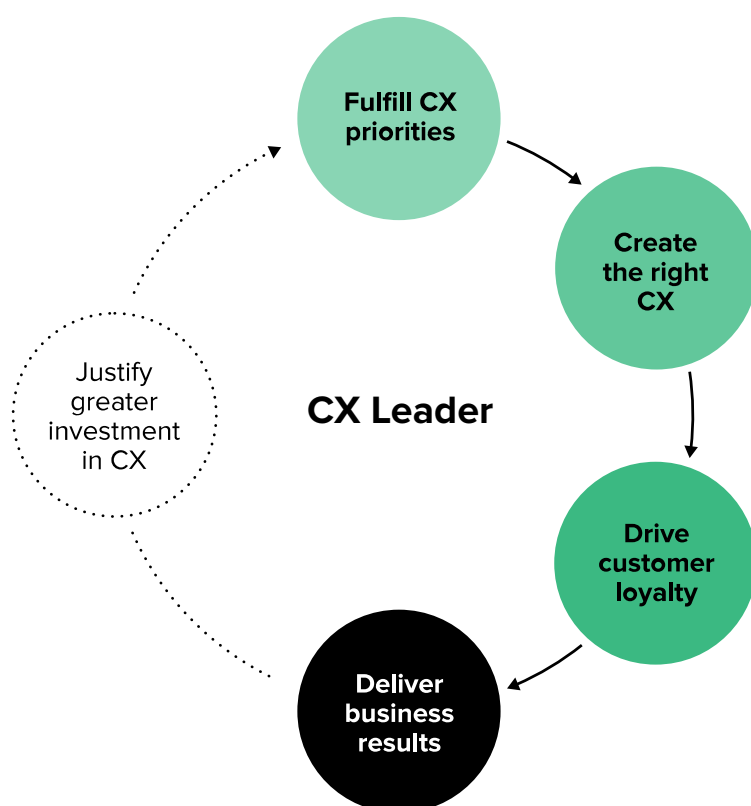 Fulfill CX
priorities
Create
the right
CX
Drive
customer
loyalty
Deliver
business
results
Justify
greater
investment
in CX
CX Leader